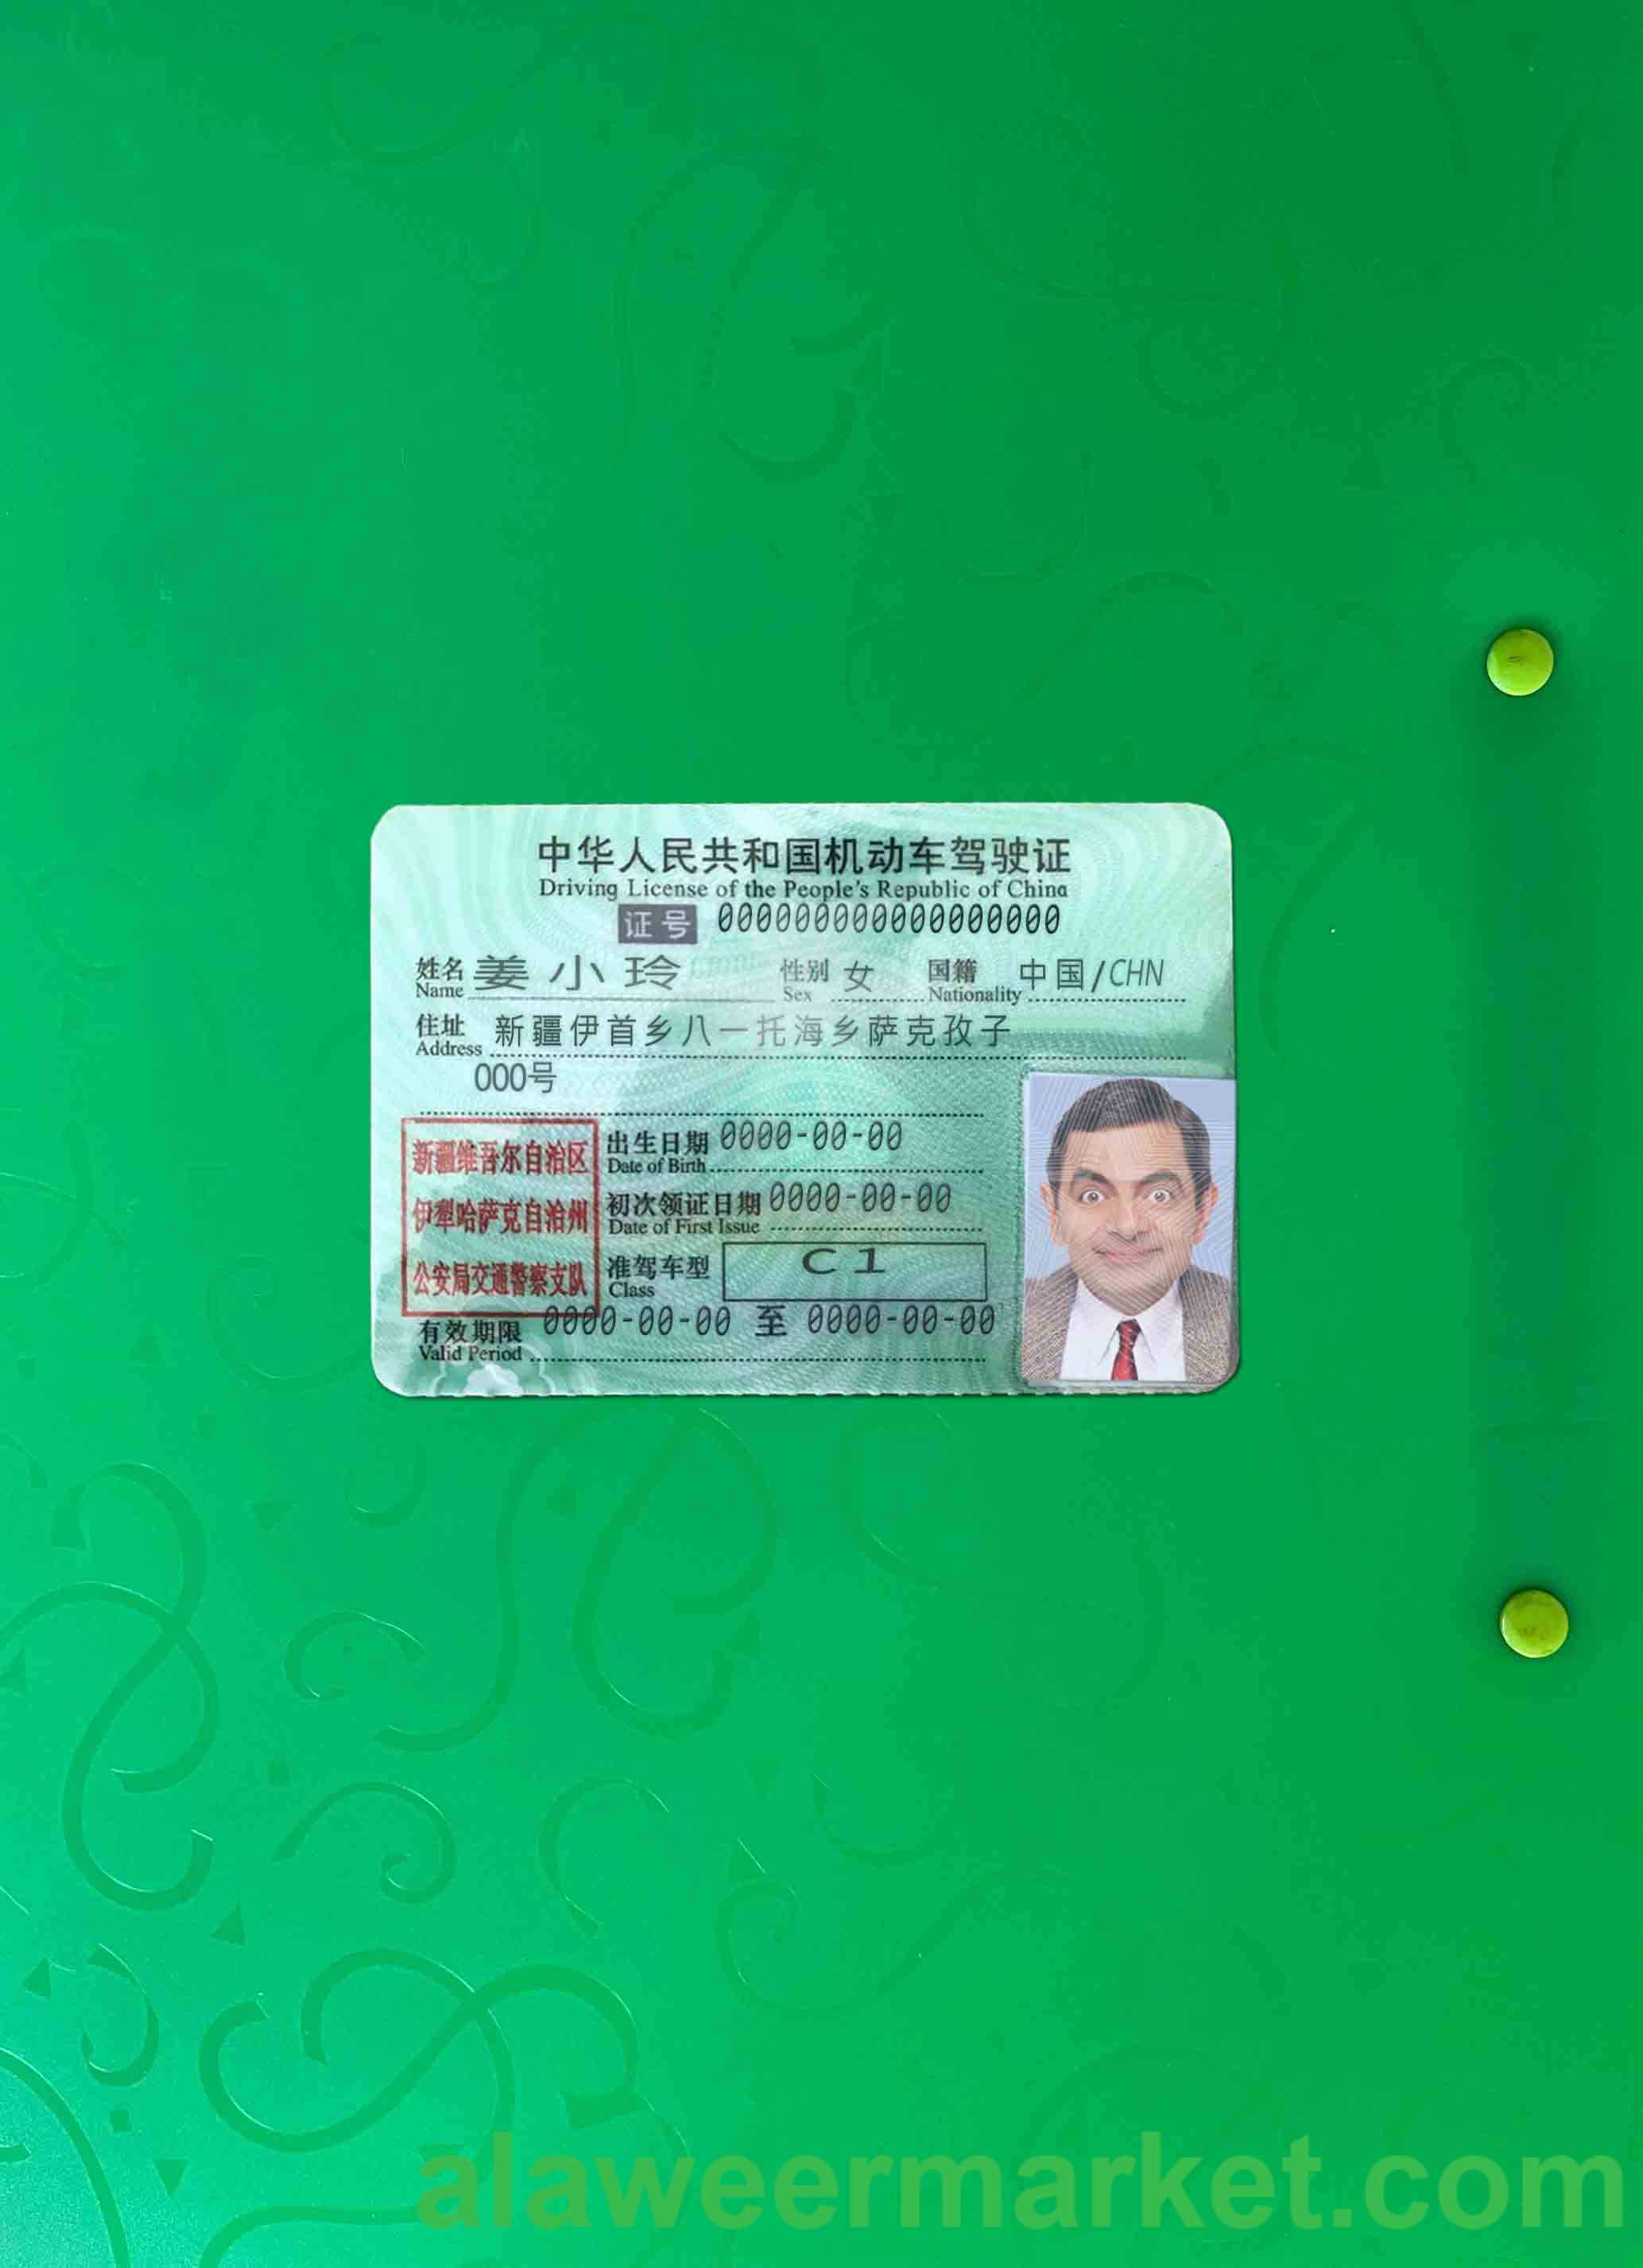 中华人民共和国机动车驾驶证
Driving License of the People's Republic of China
证号 000000000000000000
姓名 姜小玲 性别 女 国籍 中国/CHN
Name Sex Nationality
住址 新疆伊首乡八一托海乡萨克孜子
Address
000号
新疆维吾尔自治区
伊犁哈萨克自治州
公安局交通警察支队
出生日期 0000-00-00
Date of Birth
初次领证日期 0000-00-00
Date of First Issue
准驾车型 C1
Class
有效期限 0000-00-00 至 0000-00-00
Valid Period
alaweermarket.com